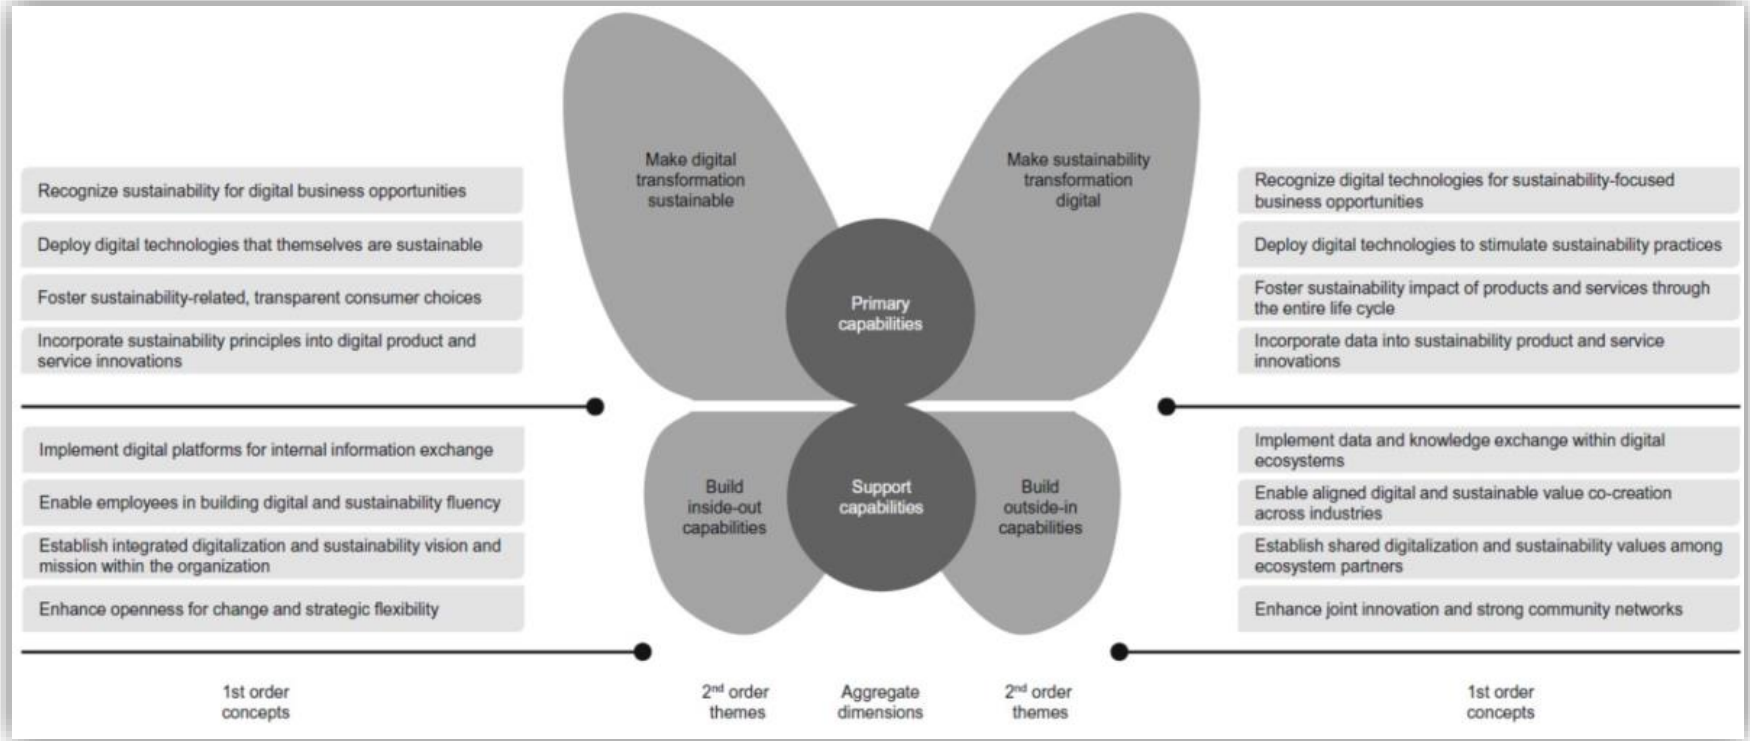 Make digital
transformation
sustainable
Make sustainability
transformation
digital
Recognize sustainability for digital business opportunities
Deploy digital technologies that themselves are sustainable
Foster sustainability-related, transparent consumer choices
Incorporate sustainability principles into digital product and
service innovations
Primary
capabilities
Recognize digital technologies for sustainability-focused
business opportunities
Deploy digital technologies to stimulate sustainability practices
Foster sustainability impact of products and services through
the entire life cycle
Incorporate data into sustainability product and service
innovations
Implement digital platforms for internal information exchange
Enable employees in building digital and sustainability fluency
Establish integrated digitalization and sustainability vision and
mission within the organization
Enhance openness for change and strategic flexibility
Build
inside-out
capabilities
Support
capabilities
Build
outside-in
capabilities
Implement data and knowledge exchange within digital
ecosystems
Enable aligned digital and sustainable value co-creation
across industries
Establish shared digitalization and sustainability values among
ecosystem partners
Enhance joint innovation and strong community networks
1st order
concepts
2nd order
themes
Aggregate
dimensions
2nd order
themes
1st order
concepts